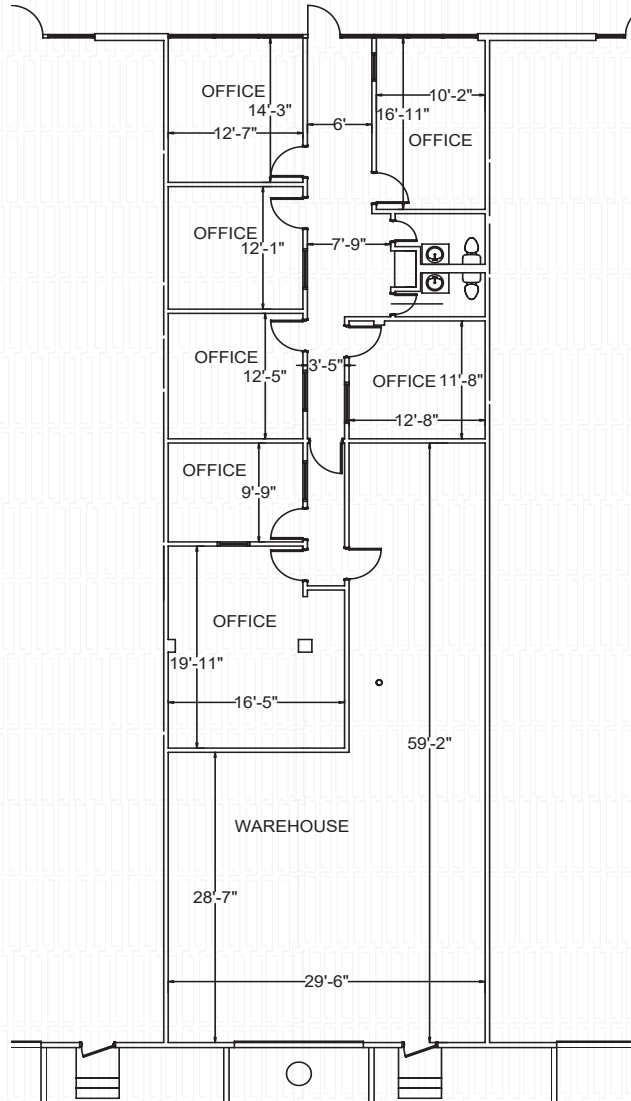 OFFICE
14'-3"
12'-7"
6'
10'-2"
16'-11"
OFFICE
OFFICE
12'-1"
7'-9"
OFFICE
12'-5"
3'-5"
OFFICE
11'-8"
12'-8"
OFFICE
9'-9"
OFFICE
19'-11"
16'-5"
59'-2"
WAREHOUSE
28'-7"
29'-6"